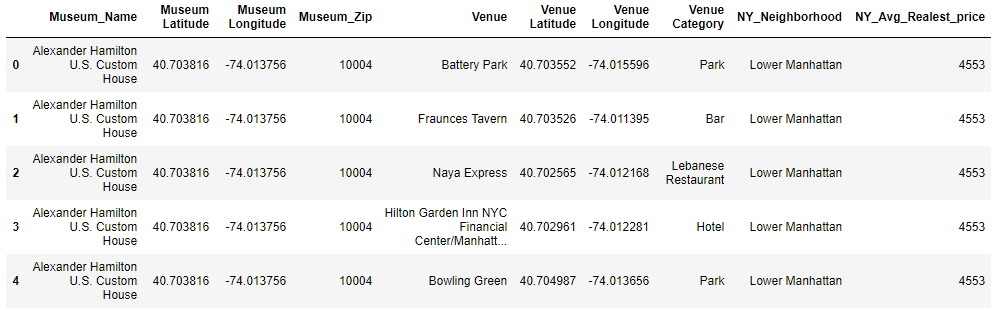 Museum_Name Museum Latitude Museum Longitude Museum_Zip Venue Venue Latitude Venue Longitude Venue Category NY_Neighborhood NY_Avg_Realest_price
0 Alexander Hamilton U.S. Custom House 40.703816 -74.013756 10004 Battery Park 40.703552 -74.015596 Park Lower Manhattan 4553
1 Alexander Hamilton U.S. Custom House 40.703816 -74.013756 10004 Fraunces Tavern 40.703526 -74.011395 Bar Lower Manhattan 4553
2 Alexander Hamilton U.S. Custom House 40.703816 -74.013756 10004 Naya Express 40.702565 -74.012168 Lebanese Restaurant Lower Manhattan 4553
3 Alexander Hamilton U.S. Custom House 40.703816 -74.013756 10004 Hilton Garden Inn NYC Financial Center/Manhatt... 40.702961 -74.012281 Hotel Lower Manhattan 4553
4 Alexander Hamilton U.S. Custom House 40.703816 -74.013756 10004 Bowling Green 40.704987 -74.013656 Park Lower Manhattan 4553